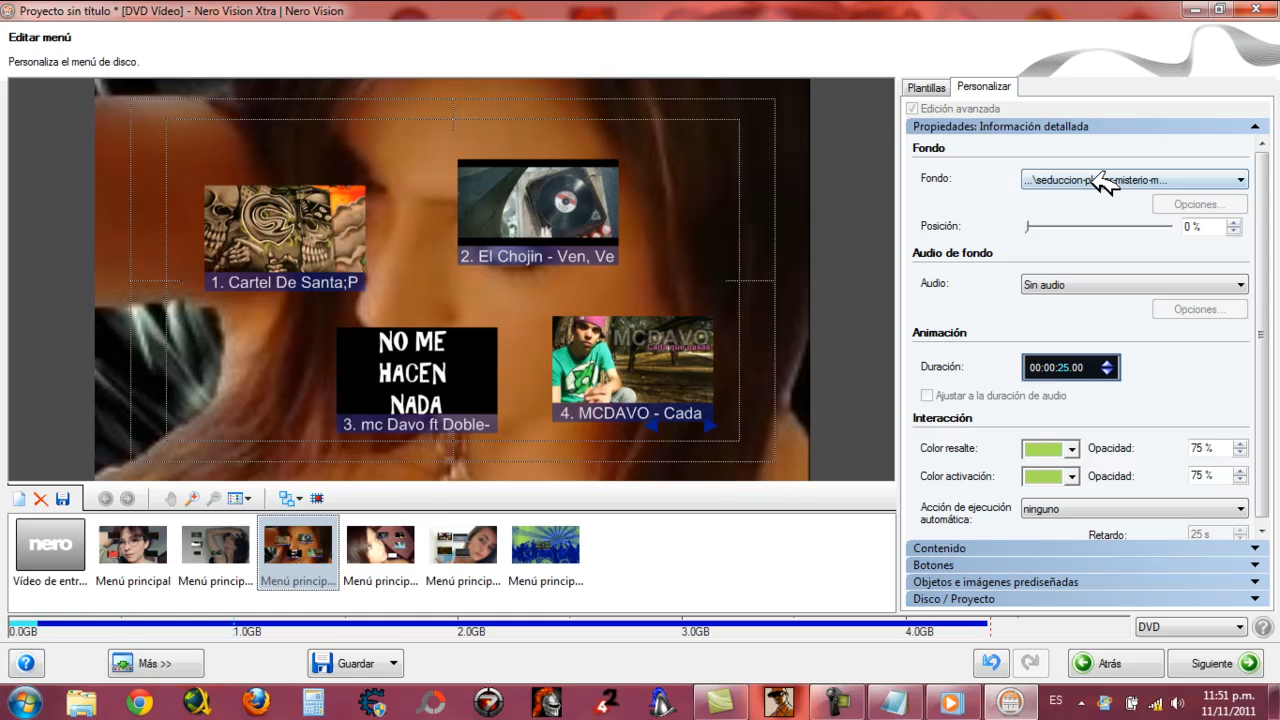 Proyecto sin título * [DVD Vídeo] - Nero Vision Xtra | Nero Vision
Editar menú
Personaliza el menú de disco.
Plantillas
Personalizar
Edición avanzada
Propiedades: Información detallada
Fondo
Fondo:
Opciones...
Posición:
0 %
Audio de fondo
Audio:
Sin audio
Opciones...
Animación
Duración:
00:00:25.00
Ajustar a la duración de audio
Interacción
Color resalte:
Opacidad:
75 %
Color activación:
Opacidad:
75 %
Acción de ejecución
automática:
ninguno
Retardo:
25 s
Contenido
Botones
Objetos e imágenes prediseñadas
Disco / Proyecto
1. Cartel De Santa;P
2. El Chojin - Ven, Ve
NO ME
HACEN
NADA
3. mc Davo ft Doble-
MCDAVO
Cada que pasas
4. MCDAVO - Cada
nero
Vídeo de entr...
Menú principal
Menú princip...
Menú princip...
Menú princip...
Menú princip...
Menú princip...
0.0GB
1.0GB
2.0GB
3.0GB
4.0GB
DVD
Más >>
Guardar
Atrás
Siguiente
ES
11:51 p.m.
11/11/2011